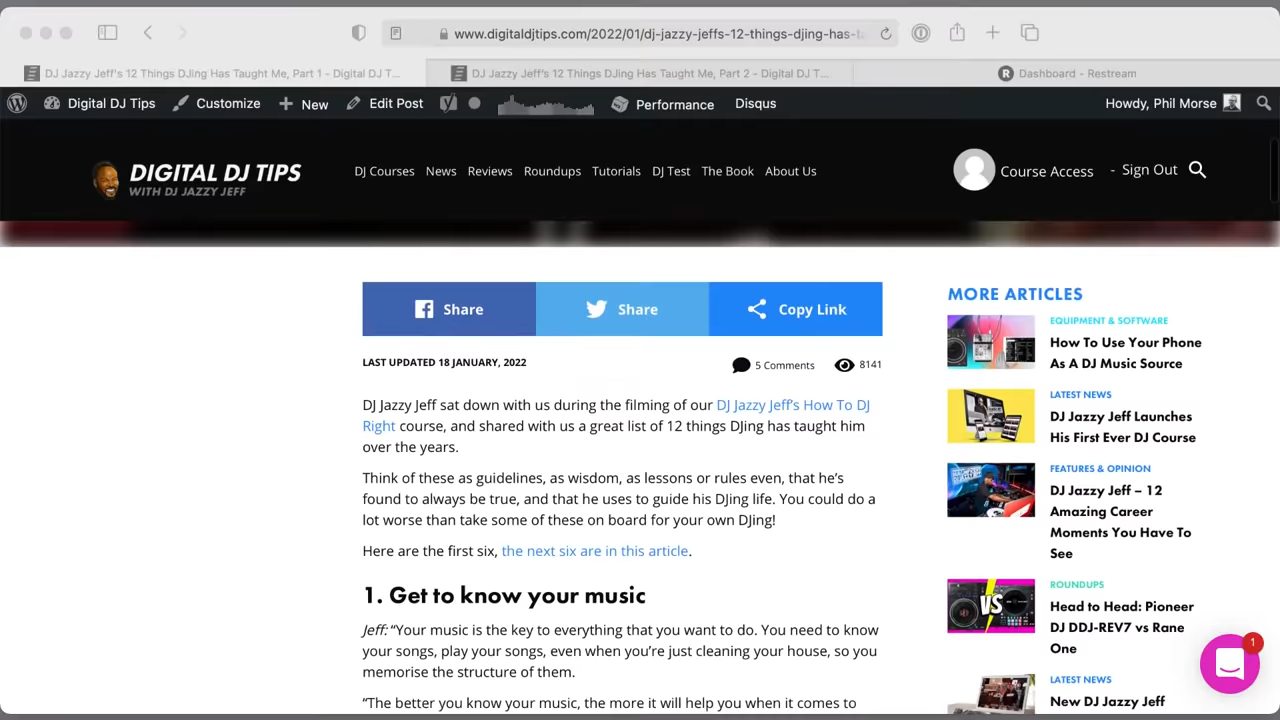 www.digitaldjtips.com/2022/01/dj-jazzy-jeffs-12-things-djing-has-
DJ Jazzy Jeff's 12 Things DJing Has Taught Me, Part 1 - Digital DJ T...
DJ Jazzy Jeff's 12 Things DJing Has Taught Me, Part 2 - Digital DJ T...
R Dashboard - Restream
Digital DJ Tips
Customize
New
Edit Post
Performance
Disqus
Howdy, Phil Morse
DIGITAL DJ TIPS
WITH DJ JAZZY JEFF
DJ Courses News Reviews Roundups Tutorials DJ Test The Book About Us
Course Access - Sign Out
Share
Share
Copy Link
LAST UPDATED 18 JANUARY, 2022
5 Comments
8141
DJ Jazzy Jeff sat down with us during the filming of our DJ Jazzy Jeff's How To DJ
Right course, and shared with us a great list of 12 things DJing has taught him
over the years.
Think of these as guidelines, as wisdom, as lessons or rules even, that he's
found to always be true, and that he uses to guide his DJing life. You could do a
lot worse than take some of these on board for your own DJing!
Here are the first six, the next six are in this article.
1. Get to know your music
Jeff: “Your music is the key to everything that you want to do. You need to know
your songs, play your songs, even when you're just cleaning your house, so you
memorise the structure of them.
“The better you know your music, the more it will help you when it comes to
MORE ARTICLES
EQUIPMENT & SOFTWARE
How To Use Your Phone
As A DJ Music Source
LATEST NEWS
DJ Jazzy Jeff Launches
His First Ever DJ Course
FEATURES & OPINION
DJ Jazzy Jeff – 12
Amazing Career
Moments You Have To
See
ROUNDUPS
VS
Head to Head: Pioneer
DJ DDJ-REV7 vs Rane
One
LATEST NEWS
New DJ Jazzy Jeff
1